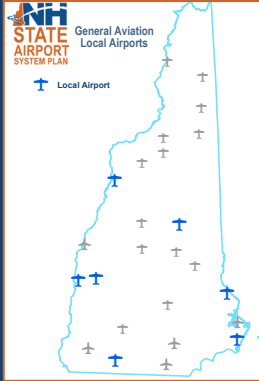 NH
STATE
AIRPORT
SYSTEM PLAN
General Aviation
Local Airports
Local Airport